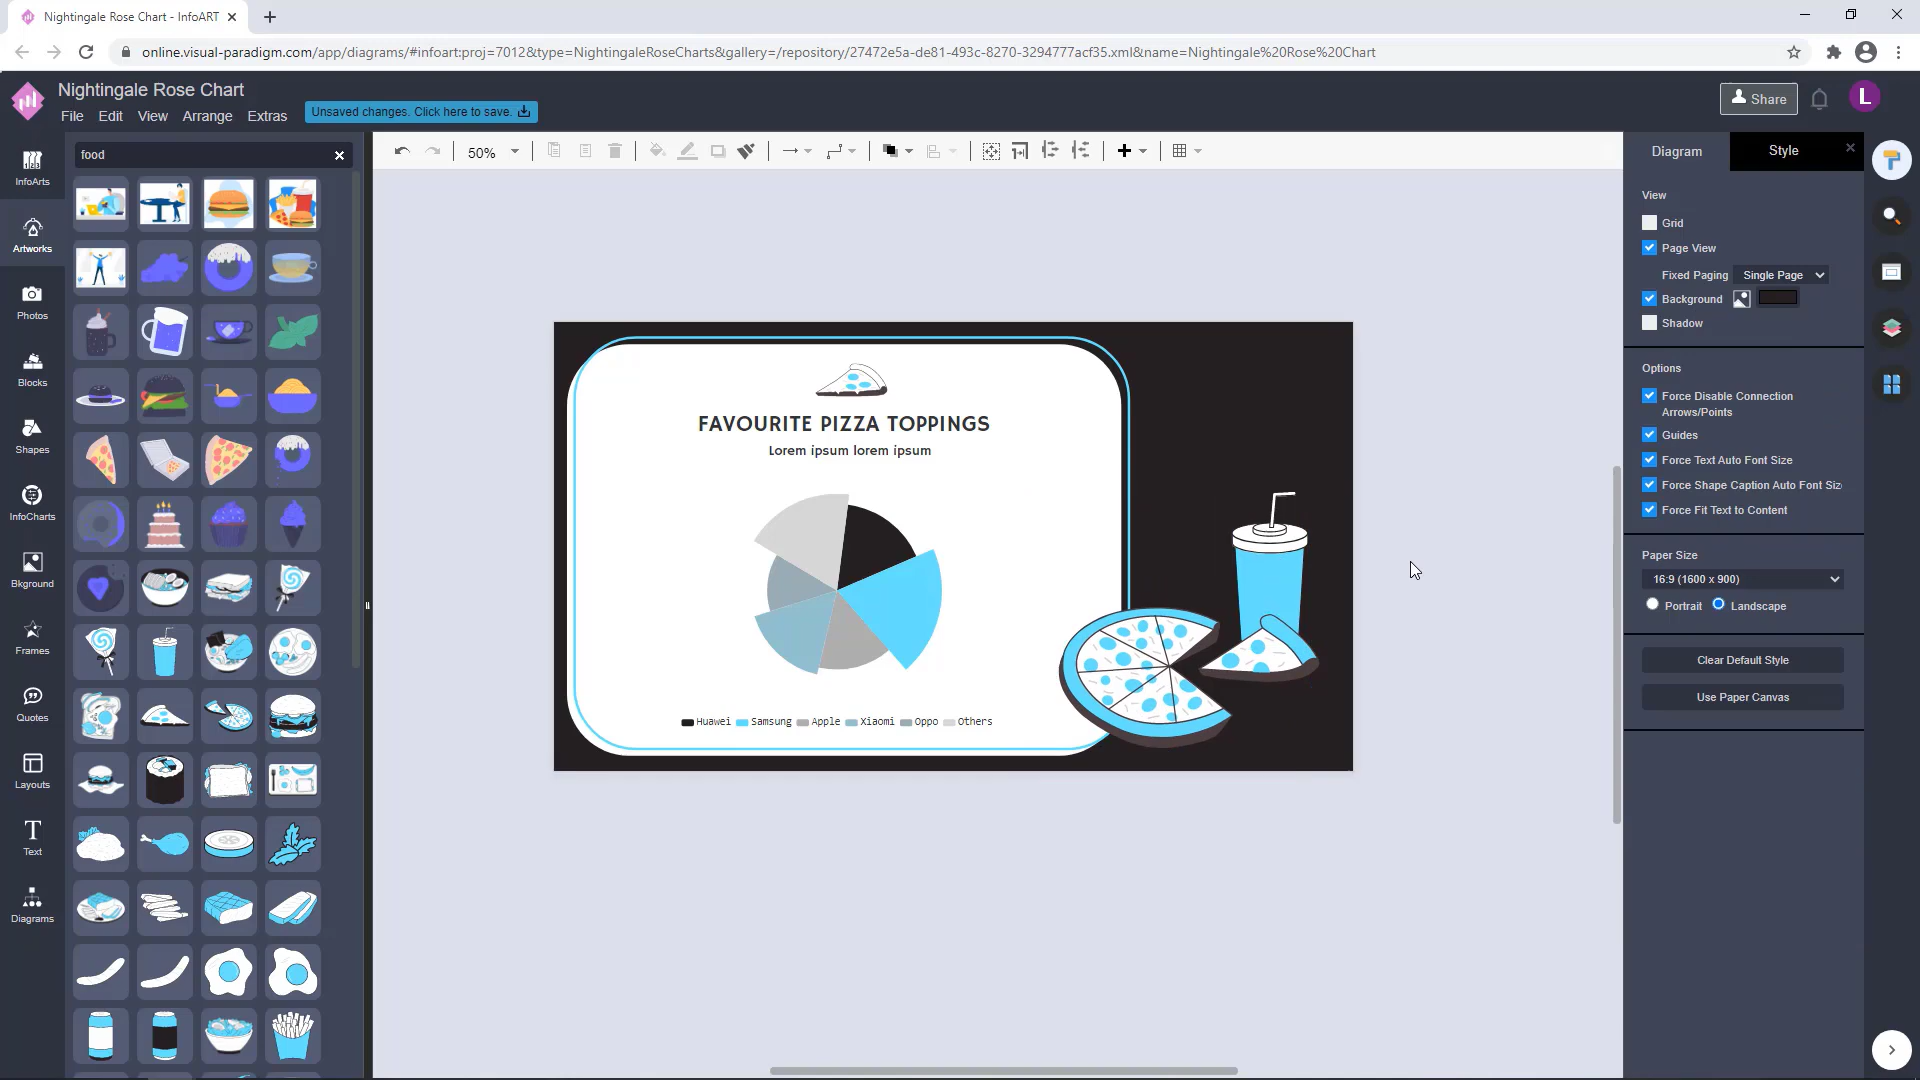 Nightingale Rose Chart - InfoART
online.visual-paradigm.com/app/diagrams/#infoart:proj=7012&type=NightingaleRoseCharts&gallery=/repository/27472e5a-de81-493c-8270-3294777acf35.xml&name=Nightingale%20Rose%20Chart
Nightingale Rose Chart
File Edit View Arrange Extras
Unsaved changes. Click here to save.
Share
L
InfoArts
Artworks
Photos
Blocks
Shapes
InfoCharts
Bkground
Frames
Quotes
Layouts
T
Text
Diagrams
food
50%
FAVOURITE PIZZA TOPPINGS
Lorem ipsum lorem ipsum
Huawei Samsung Apple Xiaomi Oppo Others
Diagram Style
View
Grid
Page View
Fixed Paging Single Page
Background
Shadow
Options
Force Disable Connection
Arrows/Points
Guides
Force Text Auto Font Size
Force Shape Caption Auto Font Siz
Force Fit Text to Content
Paper Size
16:9 (1600 x 900)
Portrait Landscape
Clear Default Style
Use Paper Canvas